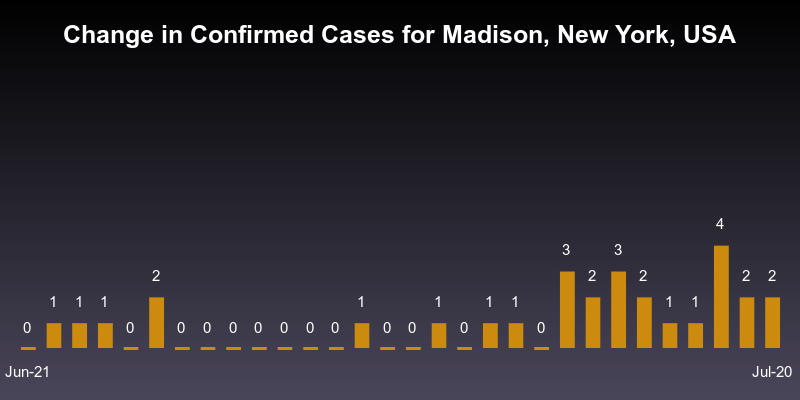 Change in Confirmed Cases for Madison, New York, USA
4
3 3
2 2 2 2
1 1 1 1 1 1 1 1 1
0 0 0 0 0 0 0 0 0 0 0 0 0
Jun-21 Jul-20